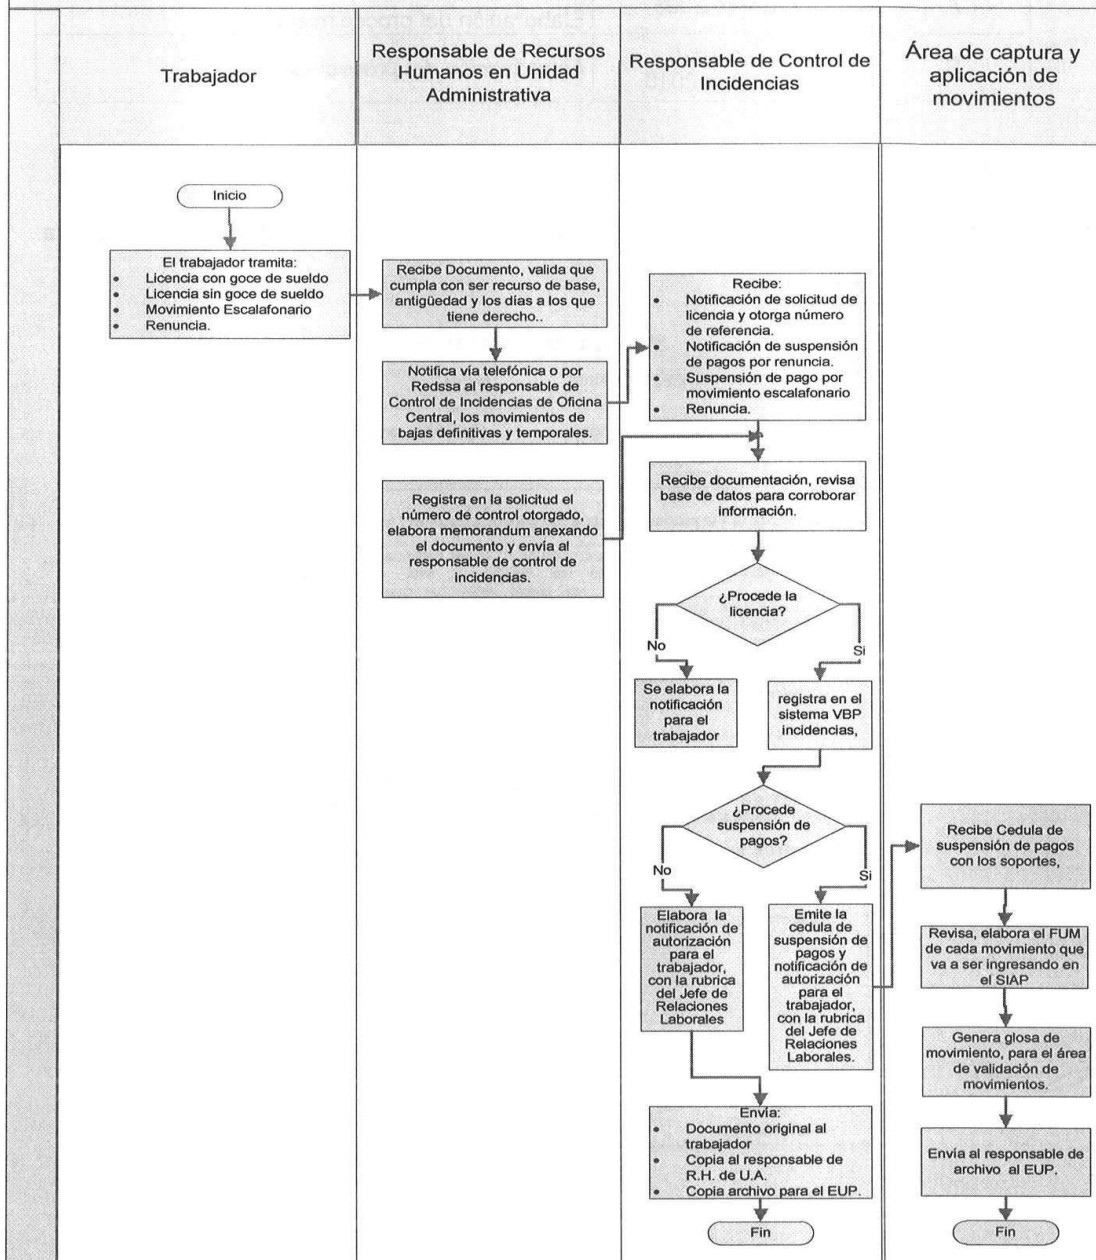 Trabajador
Responsable de Recursos
Humanos en Unidad
Administrativa
Responsable de Control de
Incidencias
Área de captura y
aplicación de
movimientos
Inicio
El trabajador tramita:
• Licencia con goce de sueldo
• Licencia sin goce de sueldo
• Movimiento Escalafonario
• Renuncia.
Recibe Documento, valida que
cumpla con ser recurso de base,
antigüedad y los días a los que
tiene derecho..
Notifica vía telefónica o por
Redssa al responsable de
Control de Incidencias de Oficina
Central, los movimientos de
bajas definitivas y temporales.
Recibe:
• Notificación de solicitud de
licencia y otorga número
de referencia.
• Notificación de suspensión
de pagos por renuncia.
• Suspensión de pago por
movimiento escalafonario
• Renuncia.
Registra en la solicitud el
número de control otorgado,
elabora memorandum anexando
el documento y envía al
responsable de control de
incidencias.
Recibe documentación, revisa
base de datos para corroborar
información.
¿Procede la
licencia?
No
Si
Se elabora la
notificación
para el
trabajador
registra en el
sistema VBP
incidencias,
¿Procede
suspensión de
pagos?
No
Si
Elabora la
notificación de
autorización
para el
trabajador,
con la rubrica
del Jefe de
Relaciones
Laborales
Emite la
cedula de
suspensión de
pagos y
notificación de
autorización
para el
trabajador,
con la rubrica
del Jefe de
Relaciones
Laborales.
Recibe Cedula de
suspensión de pagos
con los soportes,
Revisa, elabora el FUM
de cada movimiento que
va a ser ingresando en
el SIAP
Genera glosa de
movimiento, para el área
de validación de
movimientos.
Envía al responsable de
archivo al EUP.
Envía:
• Documento original al
trabajador
• Copia al responsable de
R.H. de U.A.
• Copia archivo para el EUP.
Fin
Fin